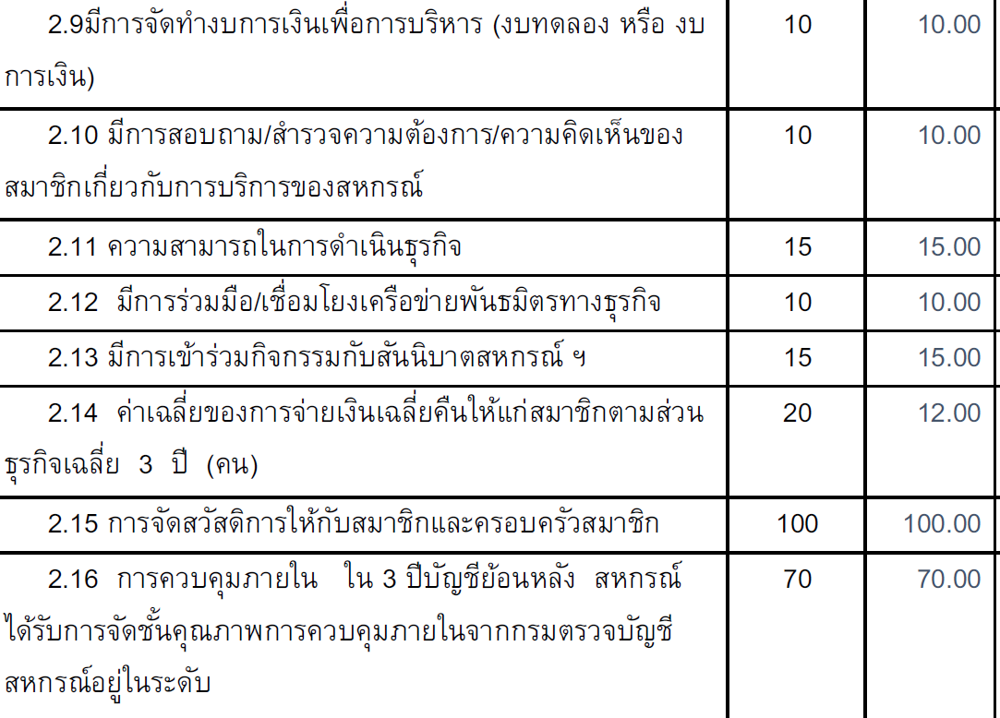 2.9มีการจัดทำงบการเงินเพื่อการบริหาร (งบทดลอง หรือ งบ 10 10.00
การเงิน)
2.10 มีการสอบถาม/สำรวจความต้องการ/ความคิดเห็นของ 10 10.00
สมาชิกเกี่ยวกับการบริการของสหกรณ์
2.11 ความสามารถในการดำเนินธุรกิจ 15 15.00
2.12 มีการร่วมมือ/เชื่อมโยงเครือข่ายพันธมิตรทางธุรกิจ 10 10.00
2.13 มีการเข้าร่วมกิจกรรมกับสันนิบาตสหกรณ์ ฯ 15 15.00
2.14 ค่าเฉลี่ยของการจ่ายเงินเฉลี่ยคืนให้แก่สมาชิกตามส่วน 20 12.00
ธุรกิจเฉลี่ย 3 ปี (คน)
2.15 การจัดสวัสดิการให้กับสมาชิกและครอบครัวสมาชิก 100 100.00
2.16 การควบคุมภายใน ใน 3 ปีบัญชีย้อนหลัง สหกรณ์ 70 70.00
ได้รับการจัดชั้นคุณภาพการควบคุมภายในจากกรมตรวจบัญชี
สหกรณ์อยู่ในระดับ